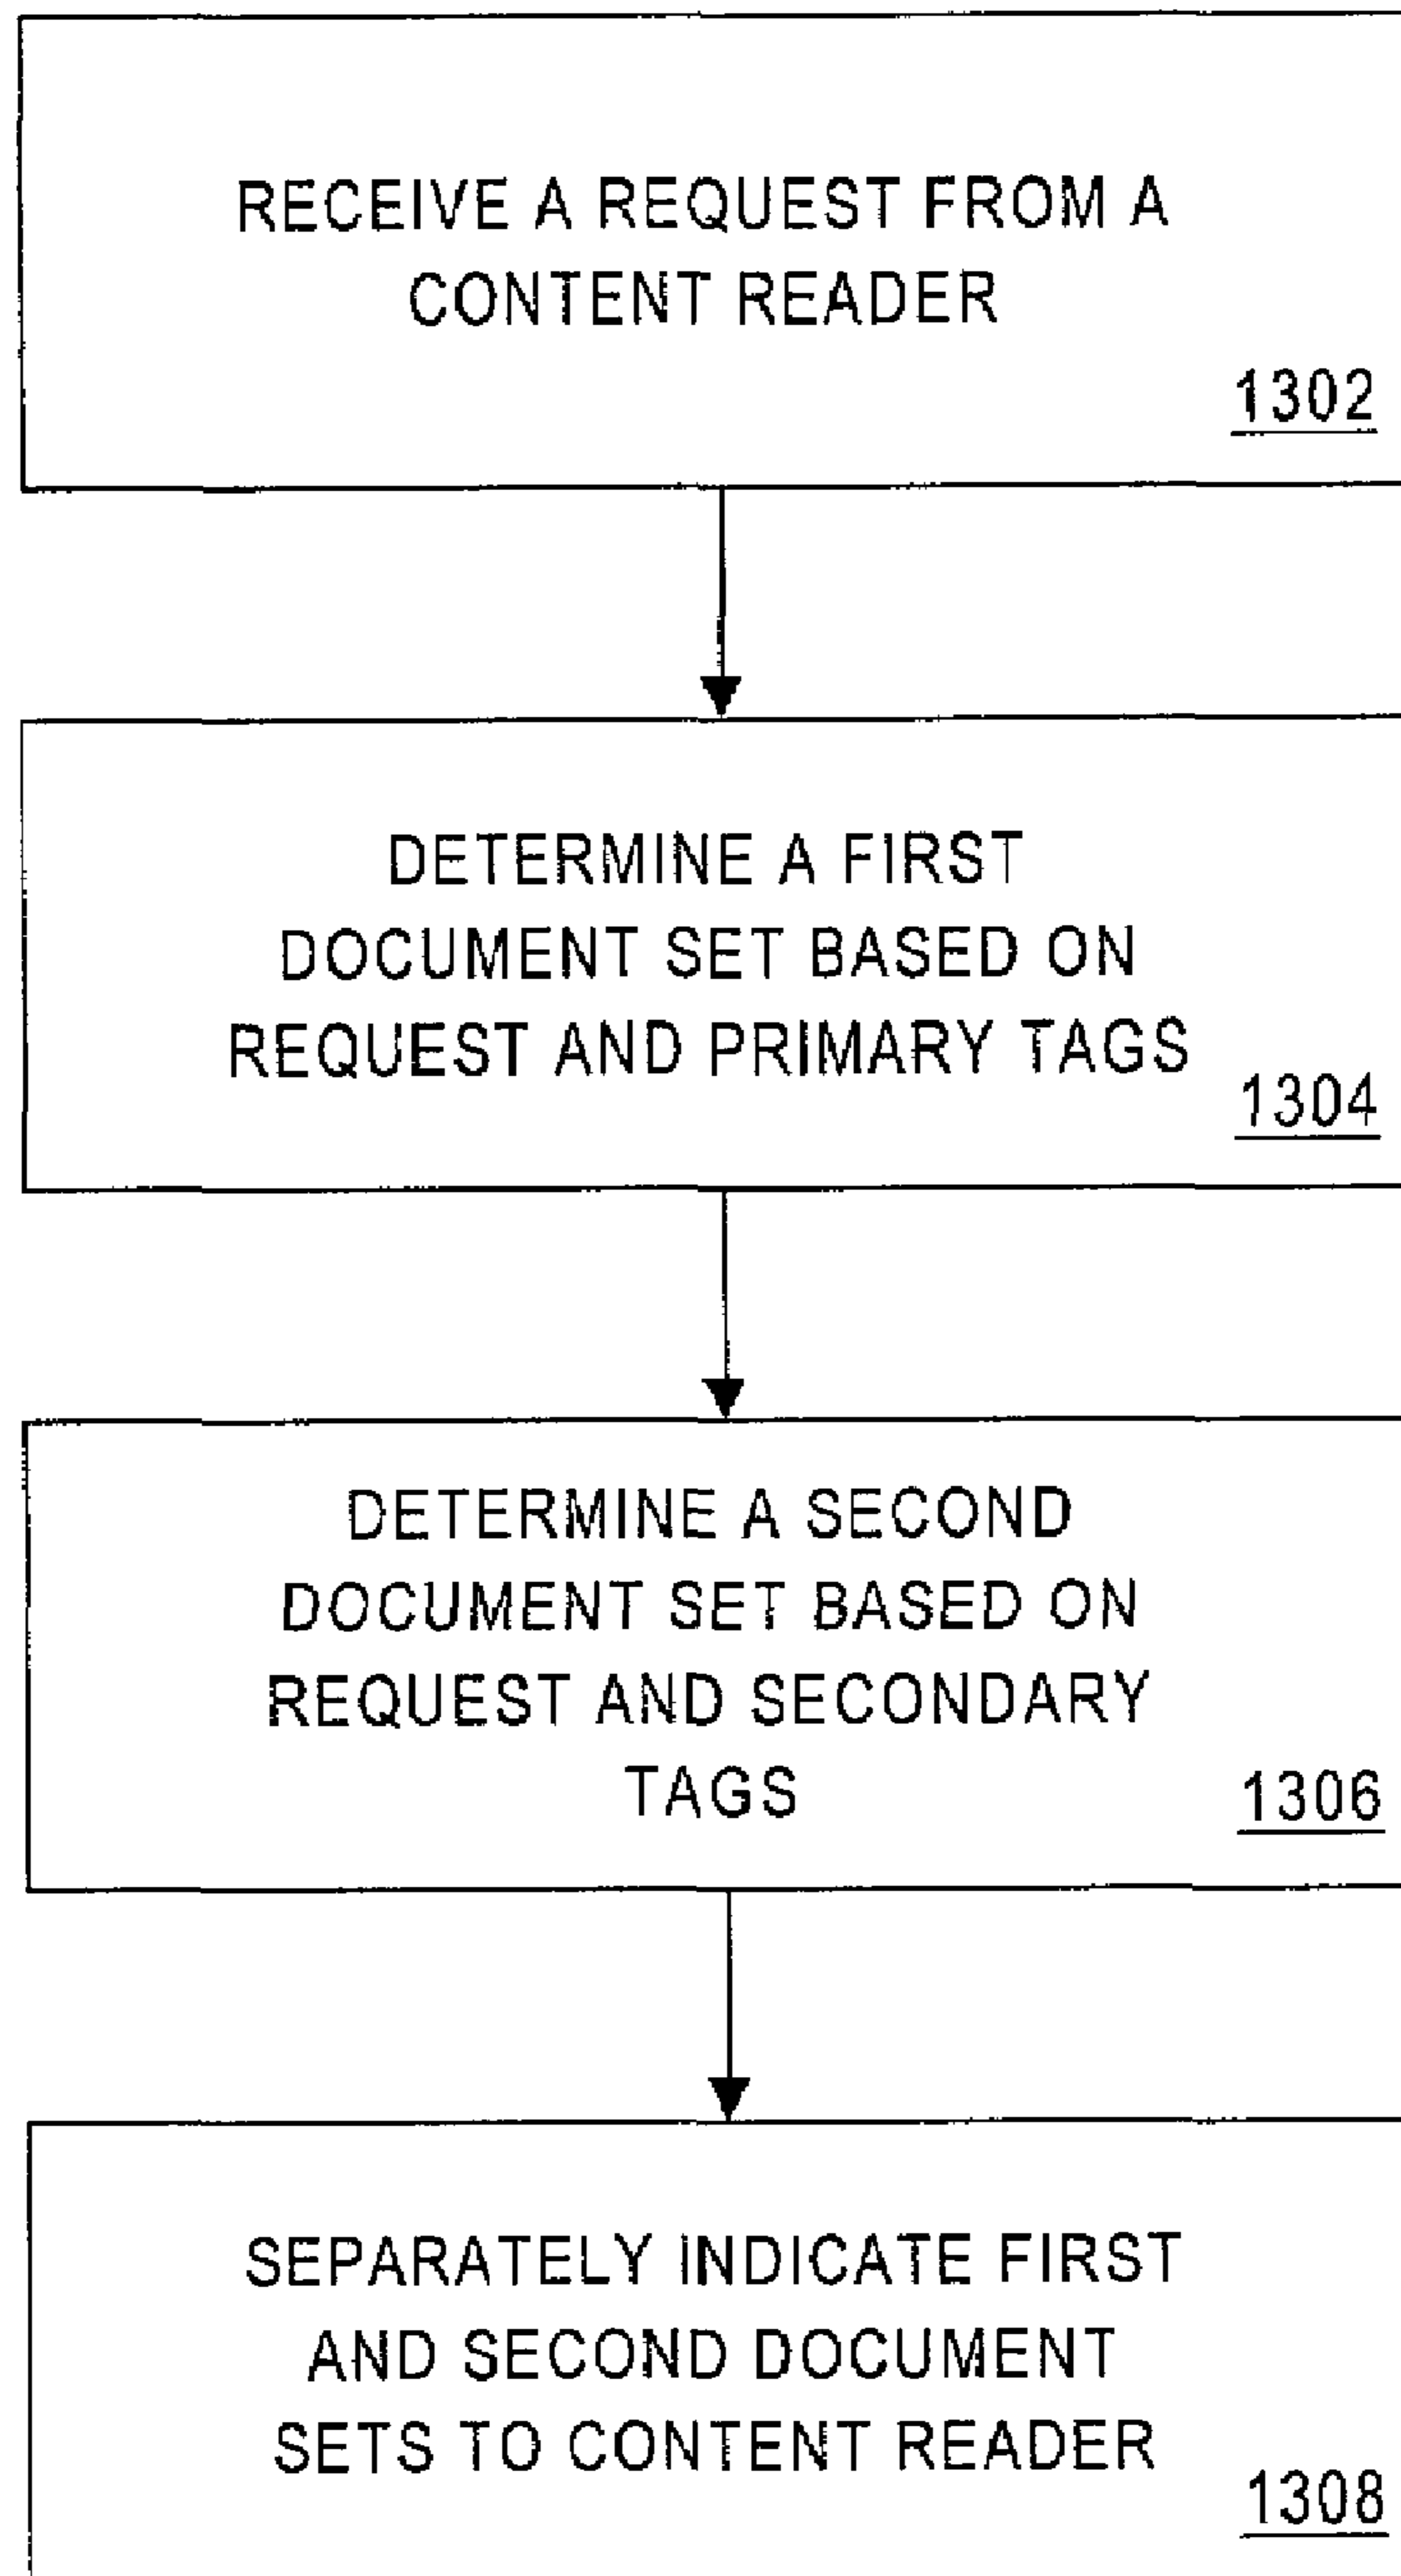 RECEIVE A REQUEST FROM A
CONTENT READER
1302
DETERMINE A FIRST
DOCUMENT SET BASED ON
REQUEST AND PRIMARY TAGS
1304
DETERMINE A SECOND
DOCUMENT SET BASED ON
REQUEST AND SECONDARY
TAGS
1306
SEPARATELY INDICATE FIRST
AND SECOND DOCUMENT
SETS TO CONTENT READER
1308